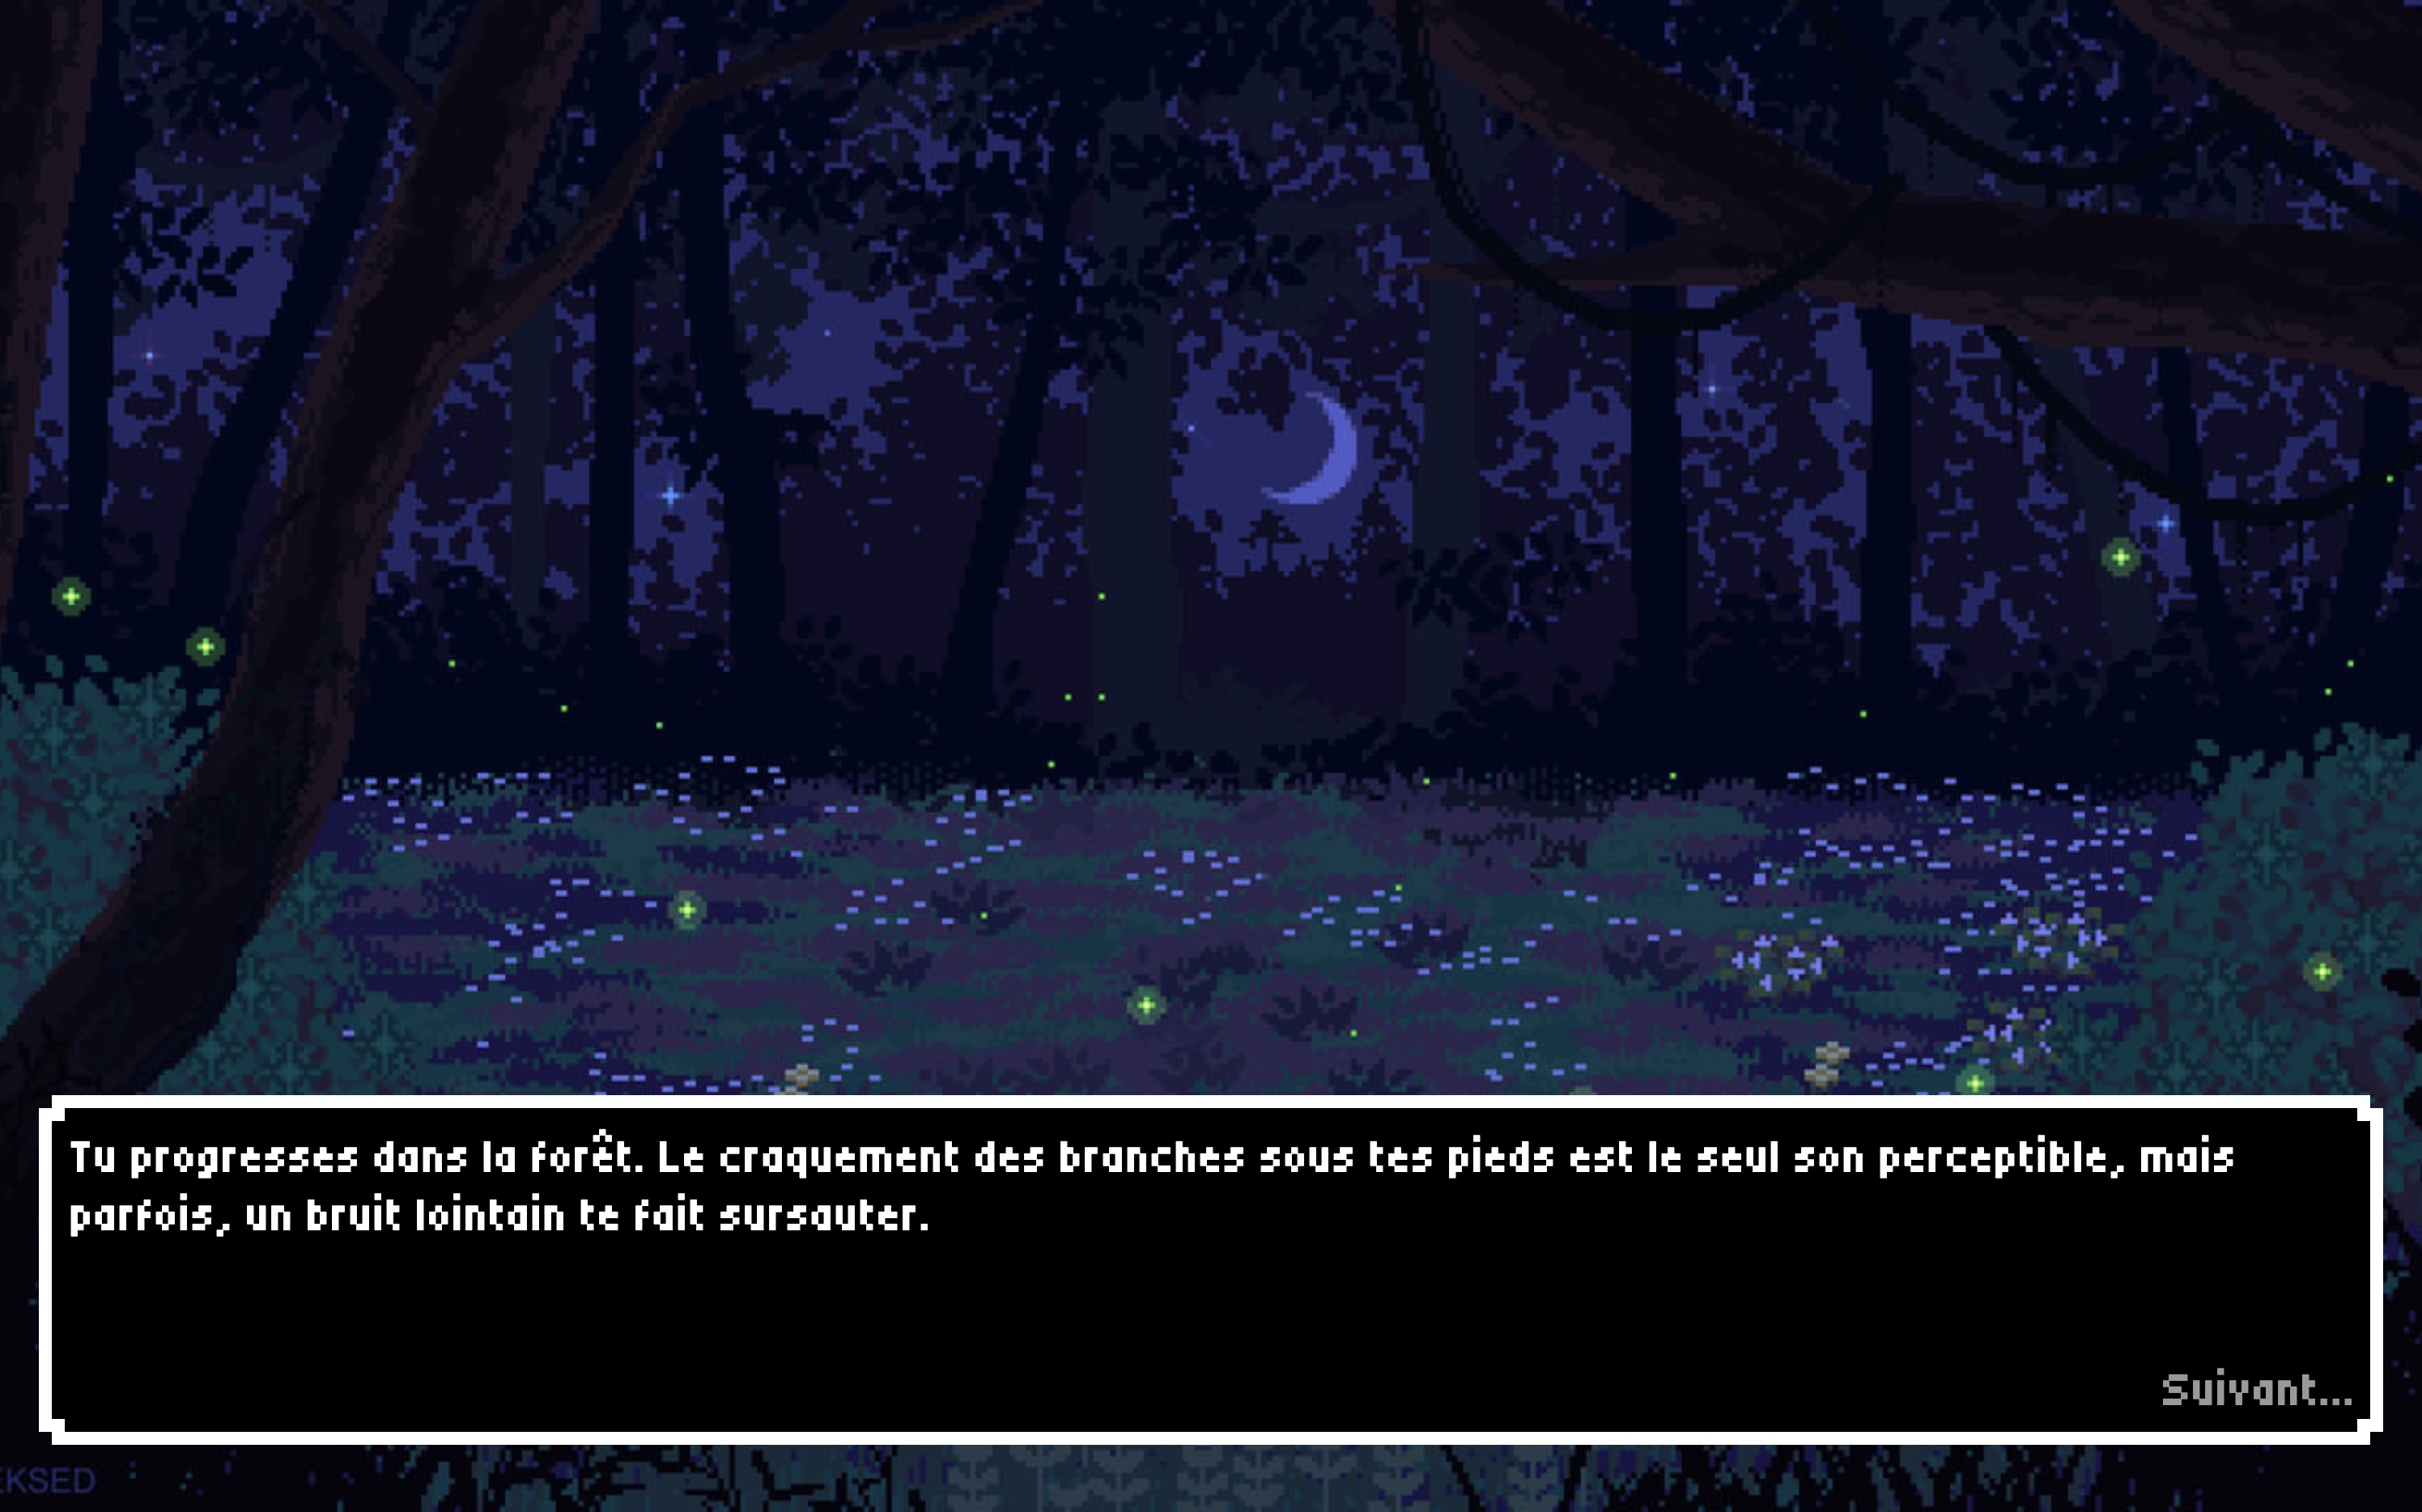 Tu progresses dans la forêt. Le craquement des branches sous tes pieds est le seul son perceptible, mais
parfois, un bruit lointain te fait sursauter.
Suivant...
EKSED